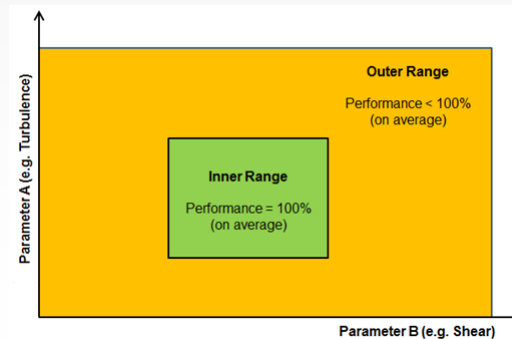 Parameter A (e.g. Turbulence)
Outer Range
Performance < 100%
(on average)
Inner Range
Performance = 100%
(on average)
Parameter B (e.g. Shear)